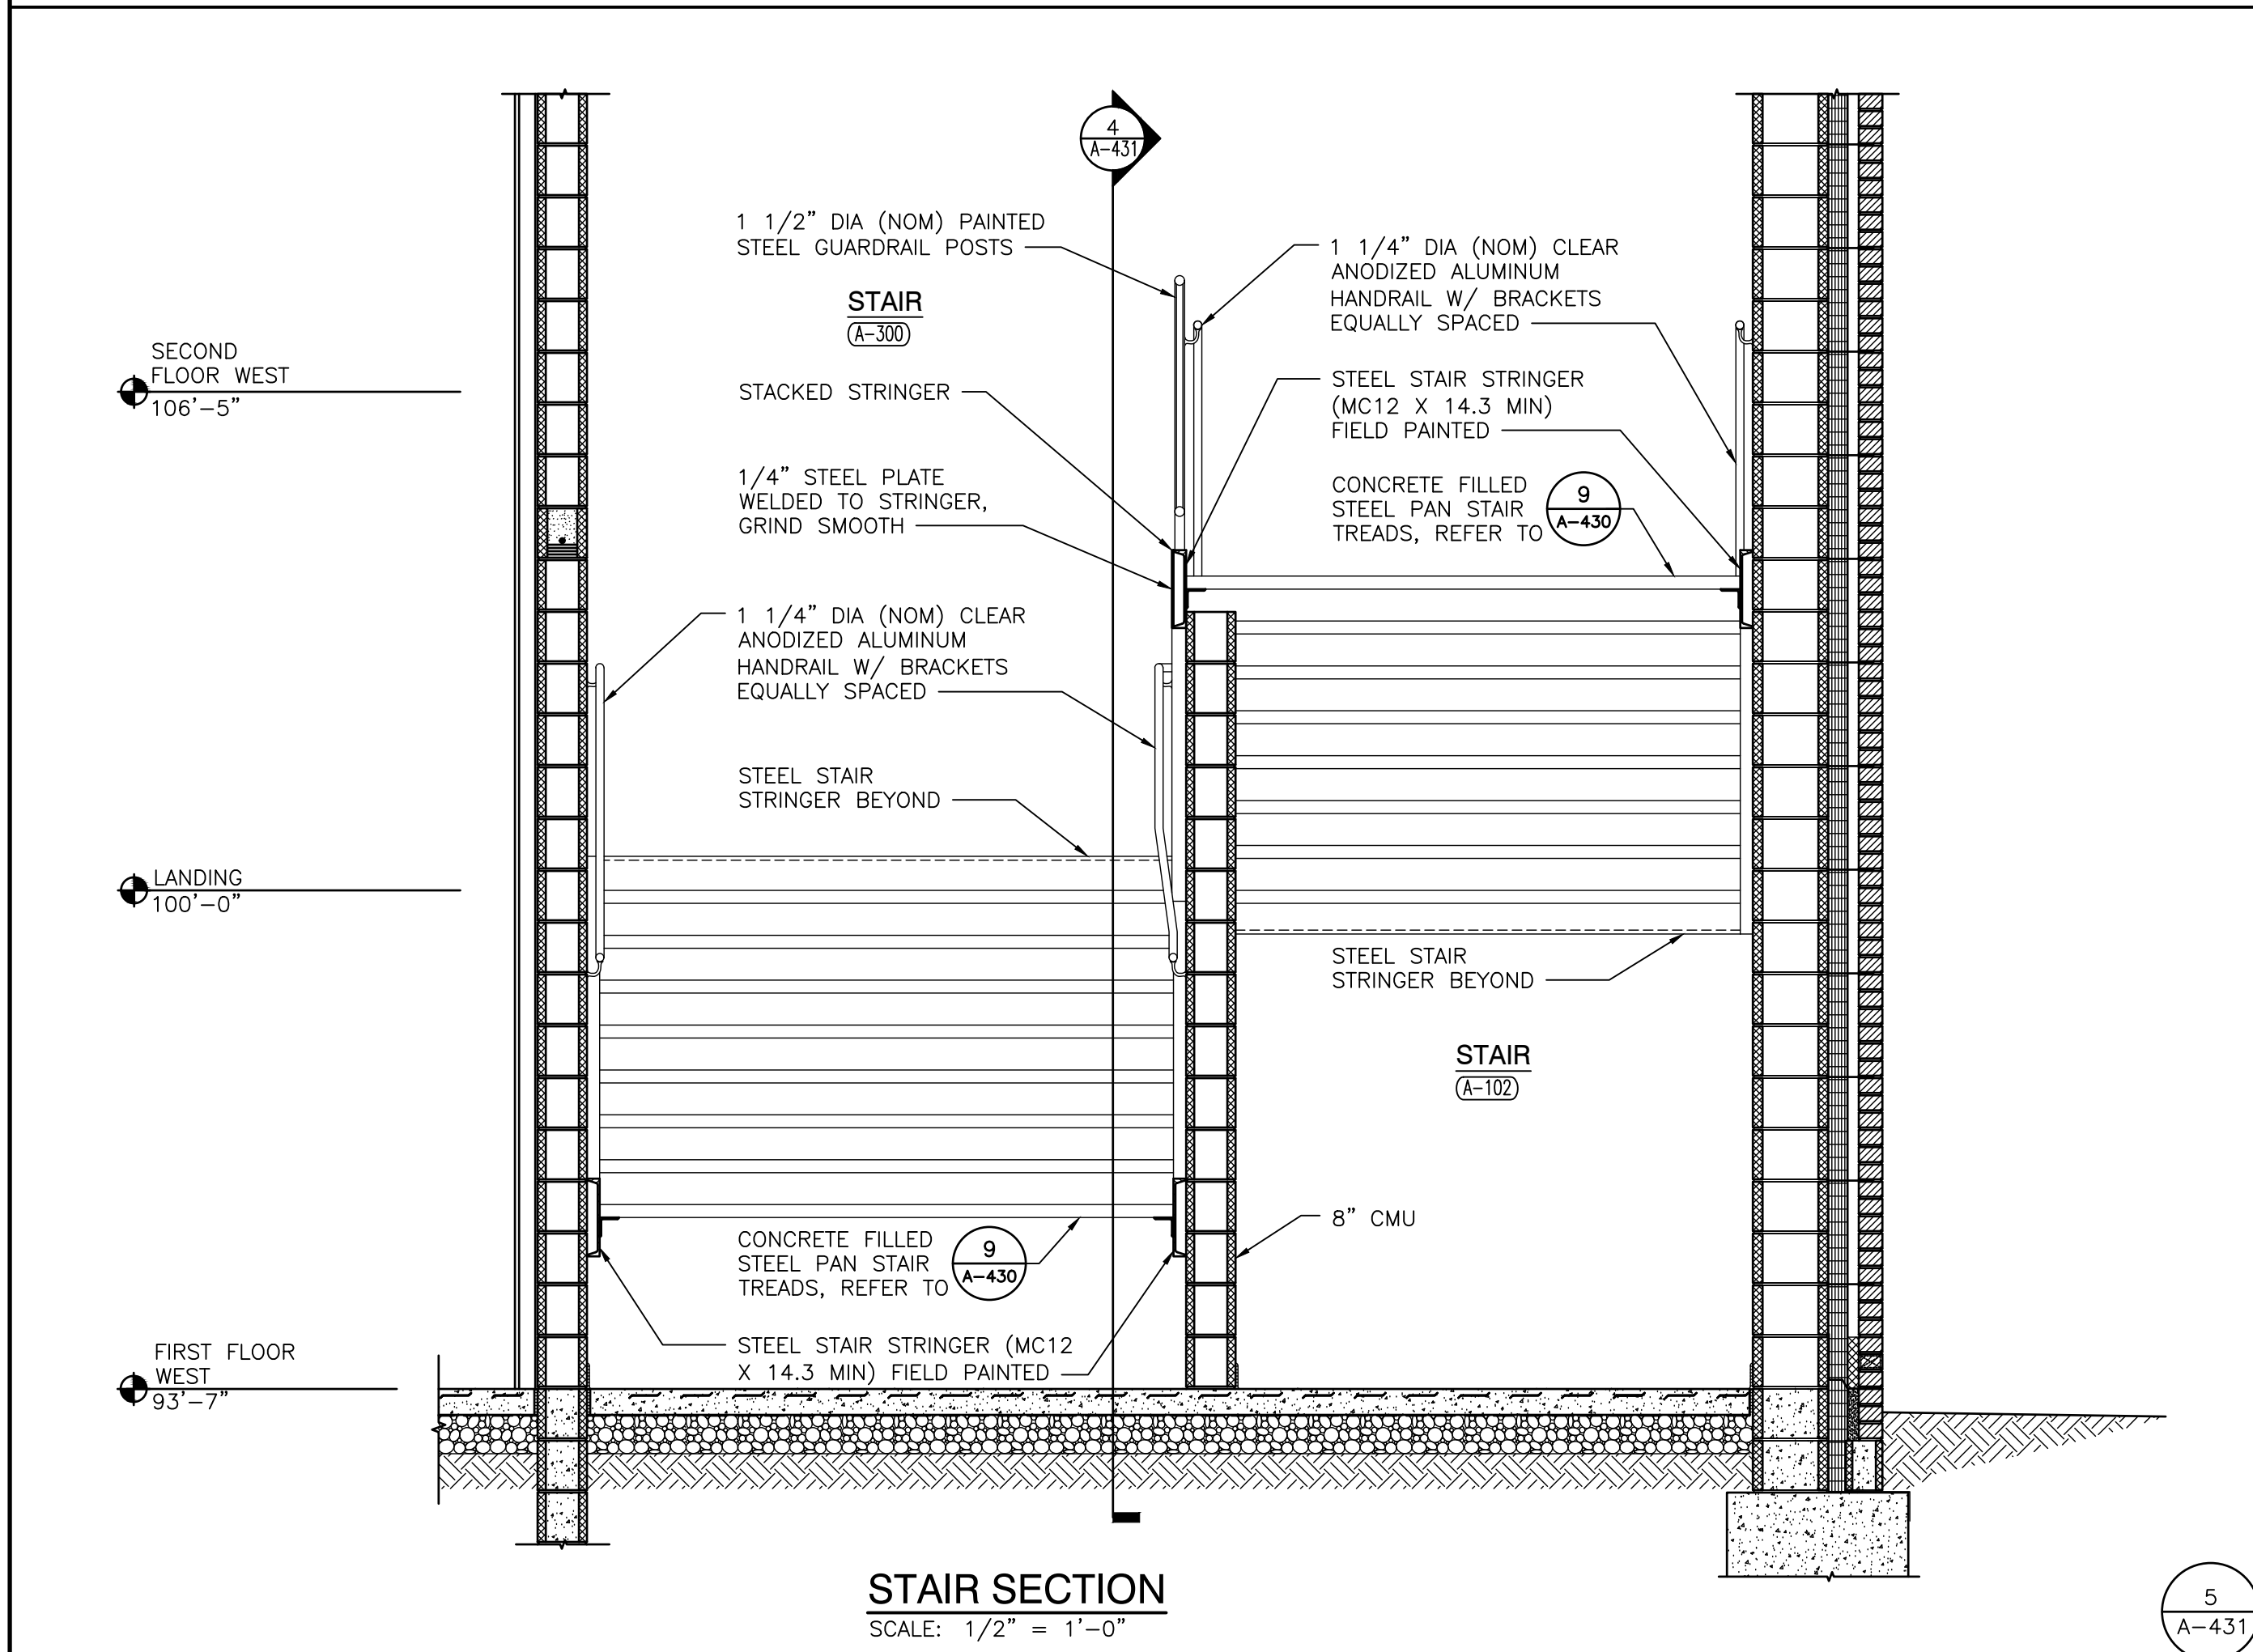 4
A-431
1 1/2" DIA (NOM) PAINTED
STEEL GUARDRAIL POSTS
STAIR
A-300
1 1/4" DIA (NOM) CLEAR
ANODIZED ALUMINUM
HANDRAIL W/ BRACKETS
EQUALLY SPACED
SECOND
FLOOR WEST
106'-5"
STACKED STRINGER
STEEL STAIR STRINGER
(MC12 X 14.3 MIN)
FIELD PAINTED
1/4" STEEL PLATE
WELDED TO STRINGER,
GRIND SMOOTH
CONCRETE FILLED
STEEL PAN STAIR
TREADS, REFER TO
9
A-430
1 1/4" DIA (NOM) CLEAR
ANODIZED ALUMINUM
HANDRAIL W/ BRACKETS
EQUALLY SPACED
STEEL STAIR
STRINGER BEYOND
LANDING
100'-0"
STEEL STAIR
STRINGER BEYOND
STAIR
A-102
8" CMU
CONCRETE FILLED
STEEL PAN STAIR
TREADS, REFER TO
9
A-430
STEEL STAIR STRINGER (MC12
X 14.3 MIN) FIELD PAINTED
FIRST FLOOR
WEST
93'-7"
STAIR SECTION
SCALE: 1/2" = 1'-0"
5
A-431